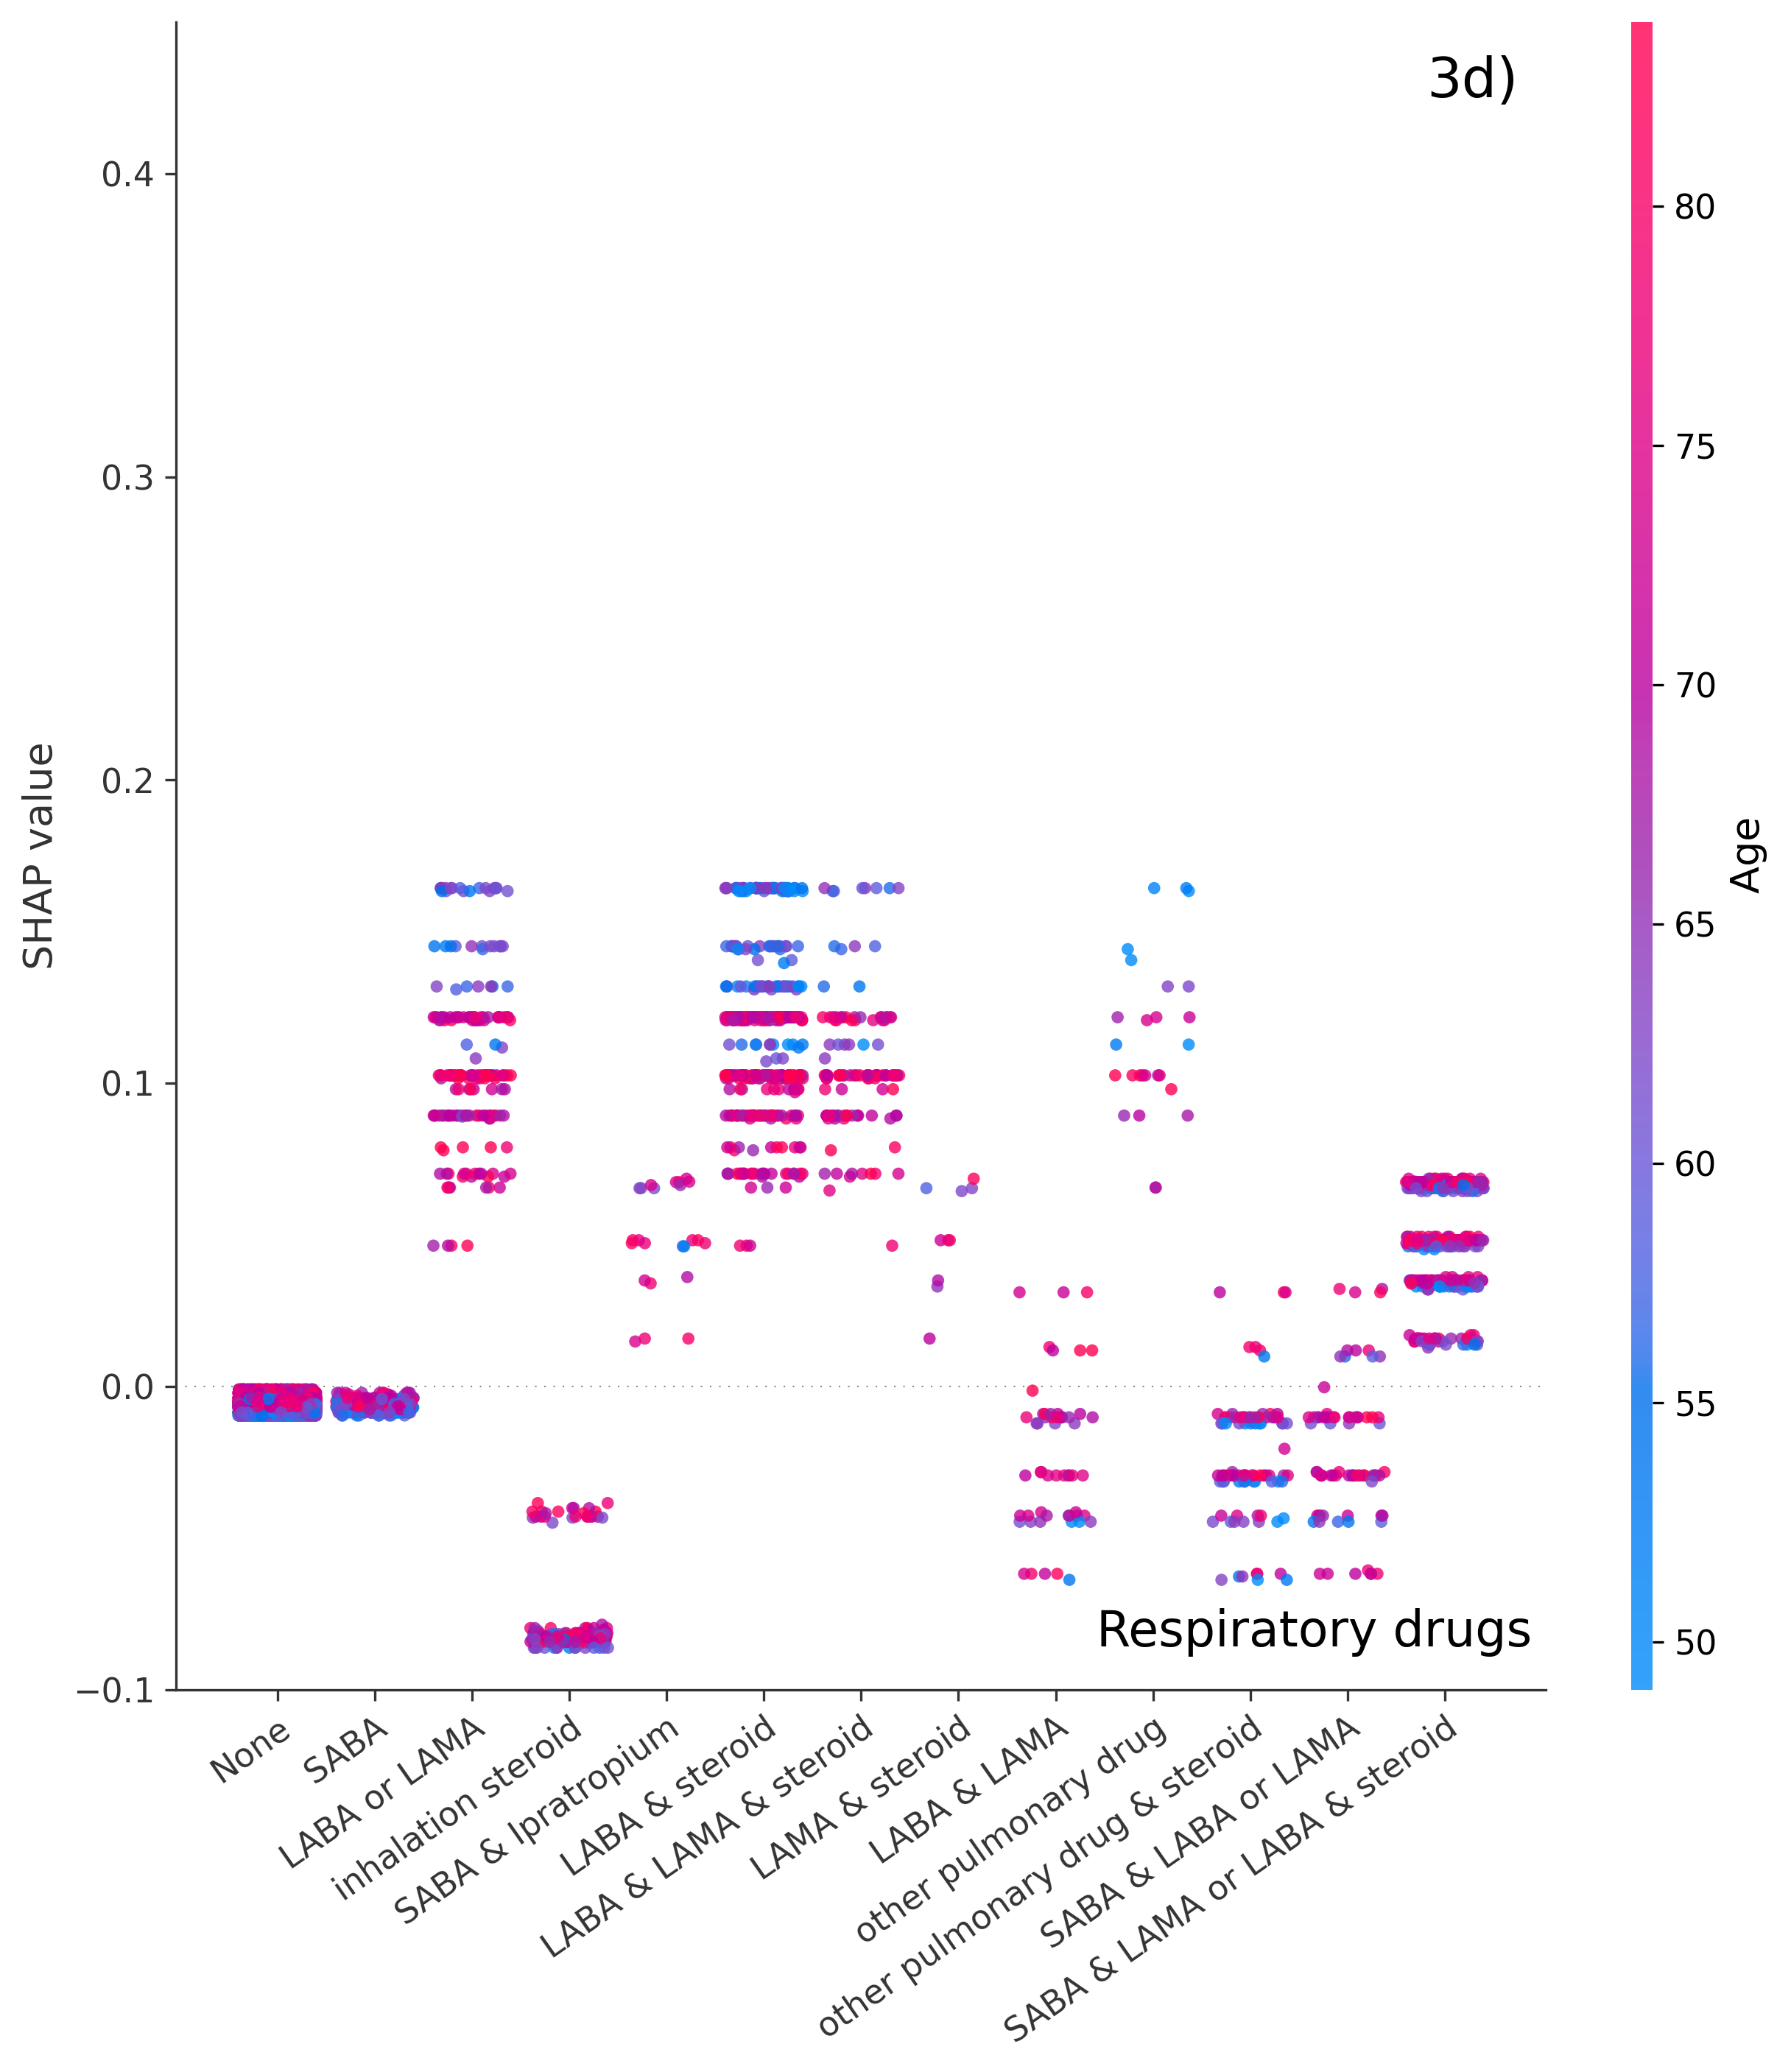 3d)
0.4
0.3
0.2
0.1
0.0
−0.1
SHAP value
80
75
70
65
60
55
50
Age
Respiratory drugs
None
SABA
LABA or LAMA
inhalation steroid
SABA & Ipratropium
LABA & steroid
LABA & LAMA & steroid
LAMA & steroid
LABA & LAMA
other pulmonary drug
other pulmonary drug & steroid
SABA & LABA or LAMA
SABA & LAMA or LABA & steroid